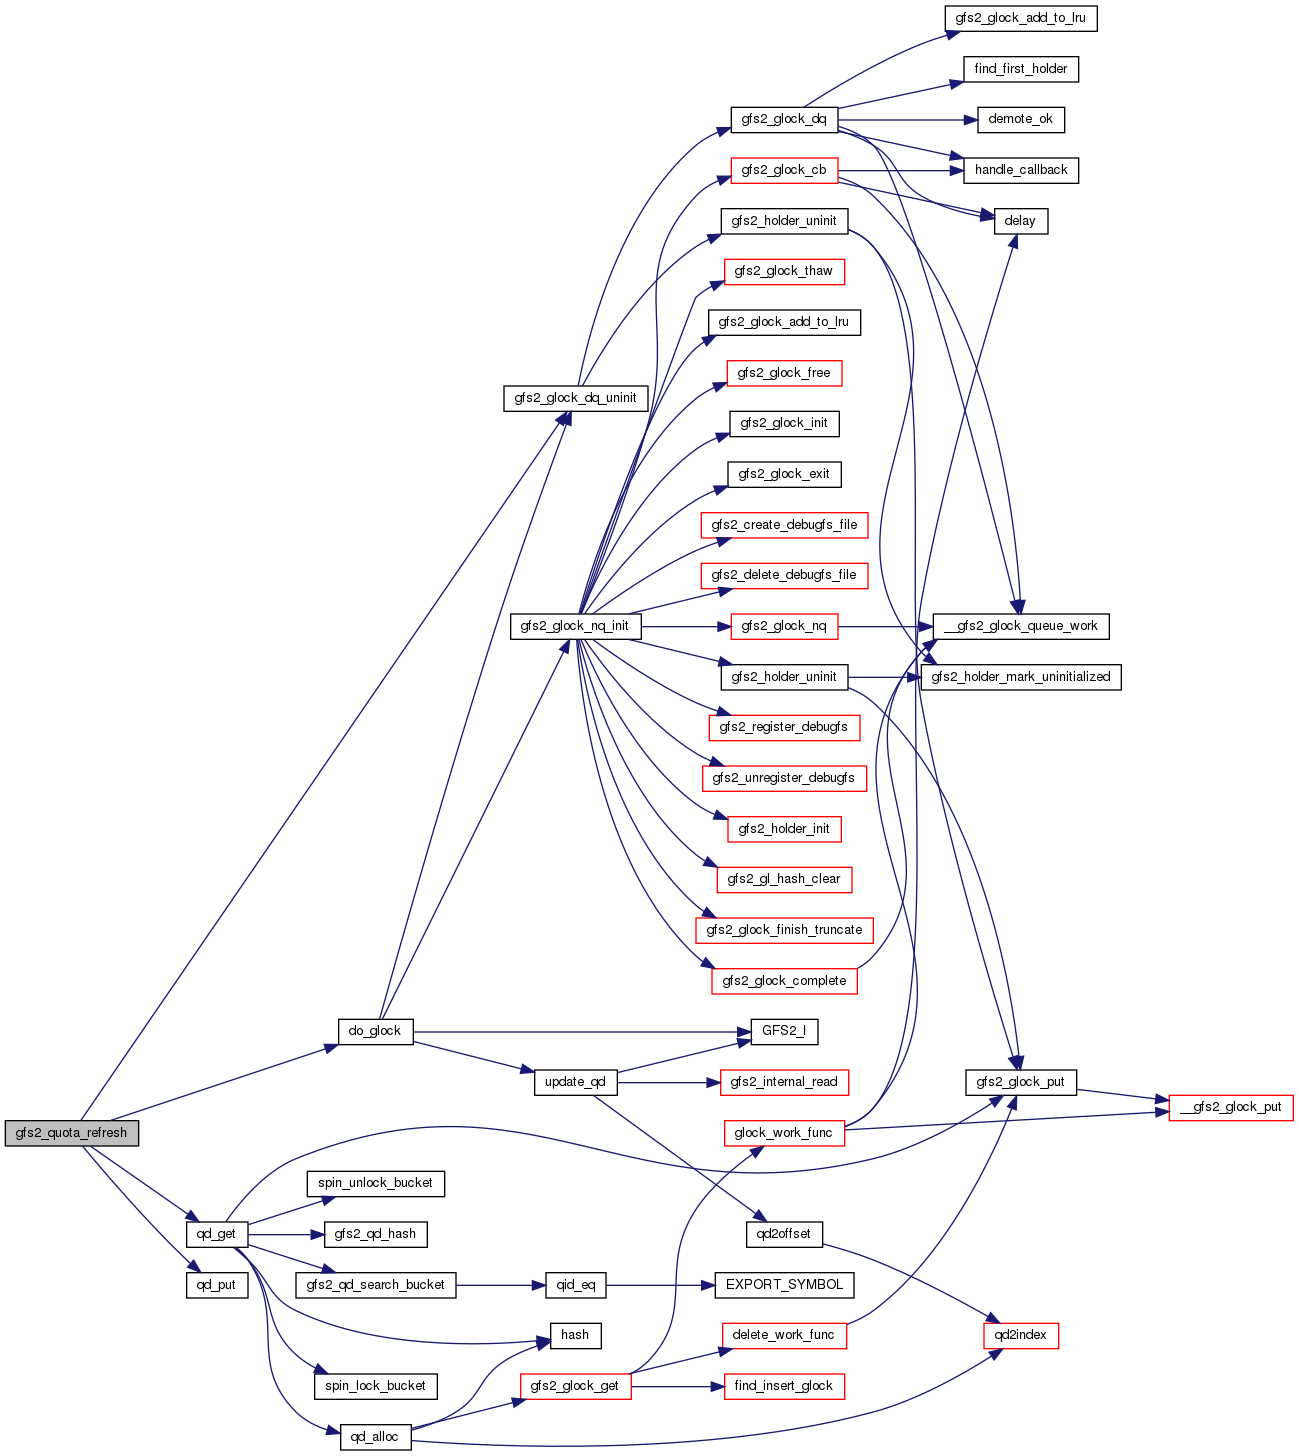 gfs2_glock_add_to_lru
find_first_holder
gfs2_glock_dq
demote_ok
gfs2_glock_cb
handle_callback
gfs2_holder_uninit
delay
gfs2_glock_thaw
gfs2_glock_add_to_lru
gfs2_glock_free
gfs2_glock_dq_uninit
gfs2_glock_init
gfs2_glock_exit
gfs2_create_debugfs_file
gfs2_delete_debugfs_file
gfs2_glock_nq_init
gfs2_glock_nq
__gfs2_glock_queue_work
gfs2_holder_uninit
gfs2_holder_mark_uninitialized
gfs2_register_debugfs
gfs2_unregister_debugfs
gfs2_holder_init
gfs2_gl_hash_clear
gfs2_glock_finish_truncate
gfs2_glock_complete
do_glock
GFS2_I
update_qd
gfs2_internal_read
gfs2_glock_put
__gfs2_glock_put
gfs2_quota_refresh
glock_work_func
spin_unlock_bucket
qd_get
gfs2_qd_hash
qd2offset
qd_put
gfs2_qd_search_bucket
qid_eq
EXPORT_SYMBOL
hash
delete_work_func
qd2index
spin_lock_bucket
gfs2_glock_get
find_insert_glock
qd_alloc